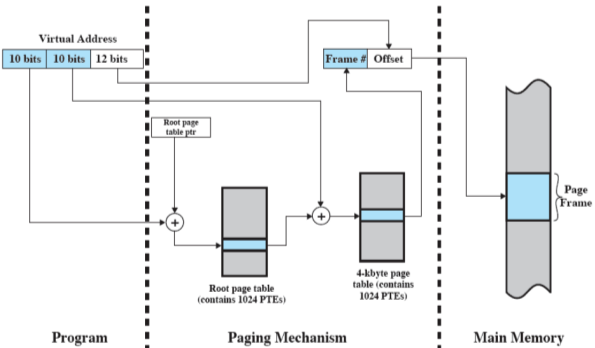 Virtual Address
10 bits 10 bits 12 bits
Frame # Offset
Root page
table ptr
+
+
Page
Frame
Root page table
(contains 1024 PTEs)
4-kbyte page
table (contains
1024 PTEs)
Program
Paging Mechanism
Main Memory